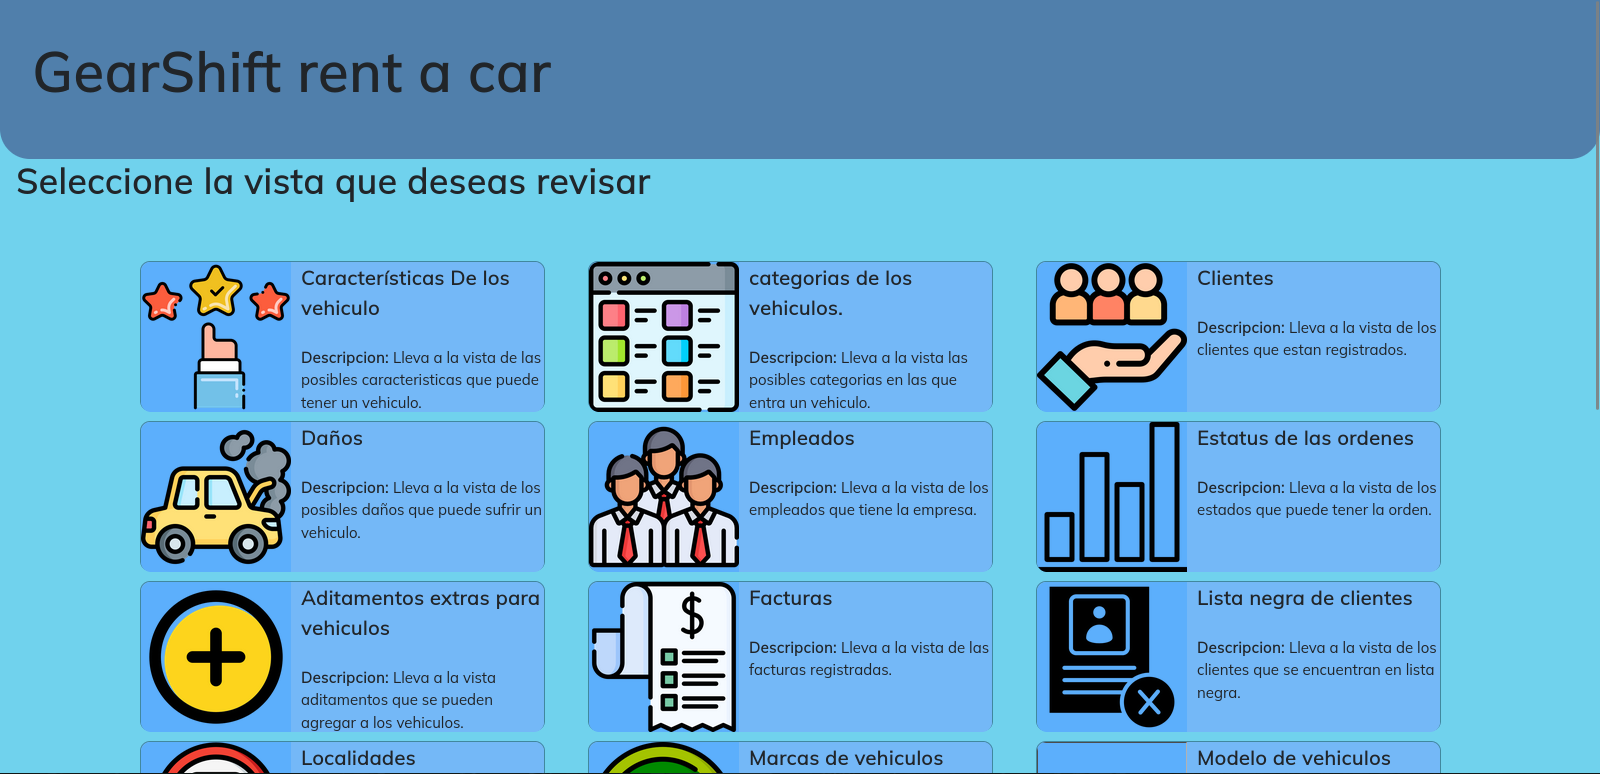 GearShift rent a car
Seleccione la vista que deseas revisar
Características De los
vehiculo
Descripcion: Lleva a la vista de las
posibles caracteristicas que puede
tener un vehiculo.
categorias de los
vehiculos.
Descripcion: Lleva a la vista las
posibles categorias en las que
entra un vehiculo.
Clientes
Descripcion: Lleva a la vista de los
clientes que estan registrados.
Daños
Descripcion: Lleva a la vista de los
posibles daños que puede sufrir un
vehiculo.
Empleados
Descripcion: Lleva a la vista de los
empleados que tiene la empresa.
Estatus de las ordenes
Descripcion: Lleva a la vista de los
estados que puede tener la orden.
Aditamentos extras para
vehiculos
Descripcion: Lleva a la vista
aditamentos que se pueden
agregar a los vehiculos.
Facturas
Descripcion: Lleva a la vista de las
facturas registradas.
Lista negra de clientes
Descripcion: Lleva a la vista de los
clientes que se encuentran en lista
negra.
Localidades
Marcas de vehiculos
Modelo de vehiculos